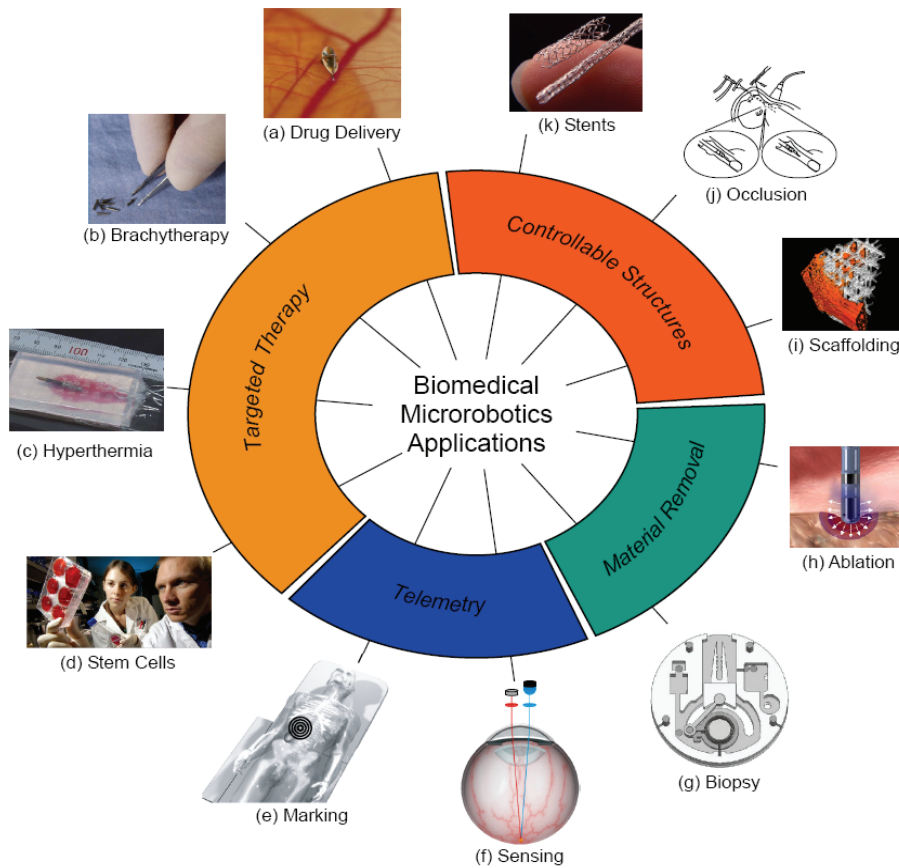 (a) Drug Delivery
(k) Stents
(j) Occlusion
(b) Brachytherapy
Controllable Structures
Targeted Therapy
(i) Scaffolding
100
(c) Hyperthermia
Biomedical
Microrobotics
Applications
Material Removal
(h) Ablation
Telemetry
(d) Stem Cells
(e) Marking
(f) Sensing
(g) Biopsy